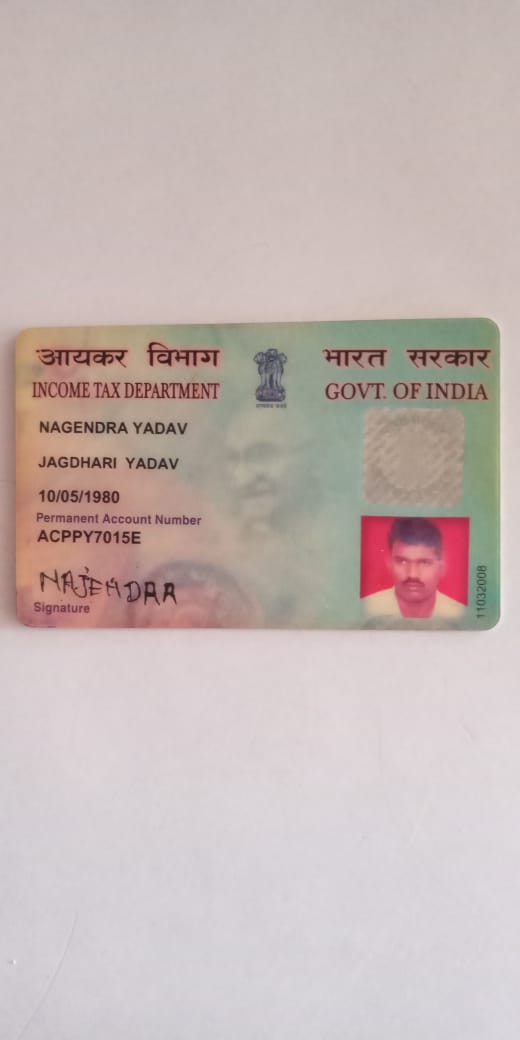 आयकर विभाग
INCOME TAX DEPARTMENT
भारत सरकार
GOVT. OF INDIA
NAGENDRA YADAV
JAGDHARI YADAV
10/05/1980
Permanent Account Number
ACPPY7015E
NAJENDRA
Signature
11032008